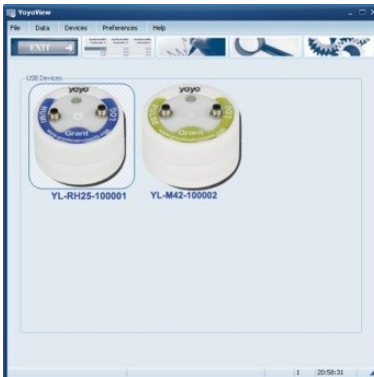 YoyoView
File Data Devices Preferences Help
EXIT
USB Devices
yoyo yoyo
Grant Grant
YL-RH25-100001 YL-M42-100002
1 20:58:31